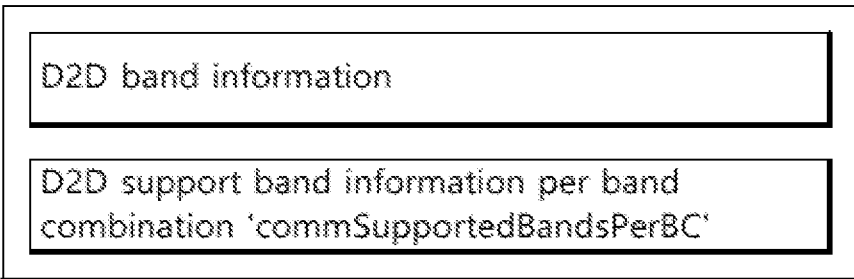 D2D band information
D2D support band information per band
combination 'commSupportedBandsPerBC'